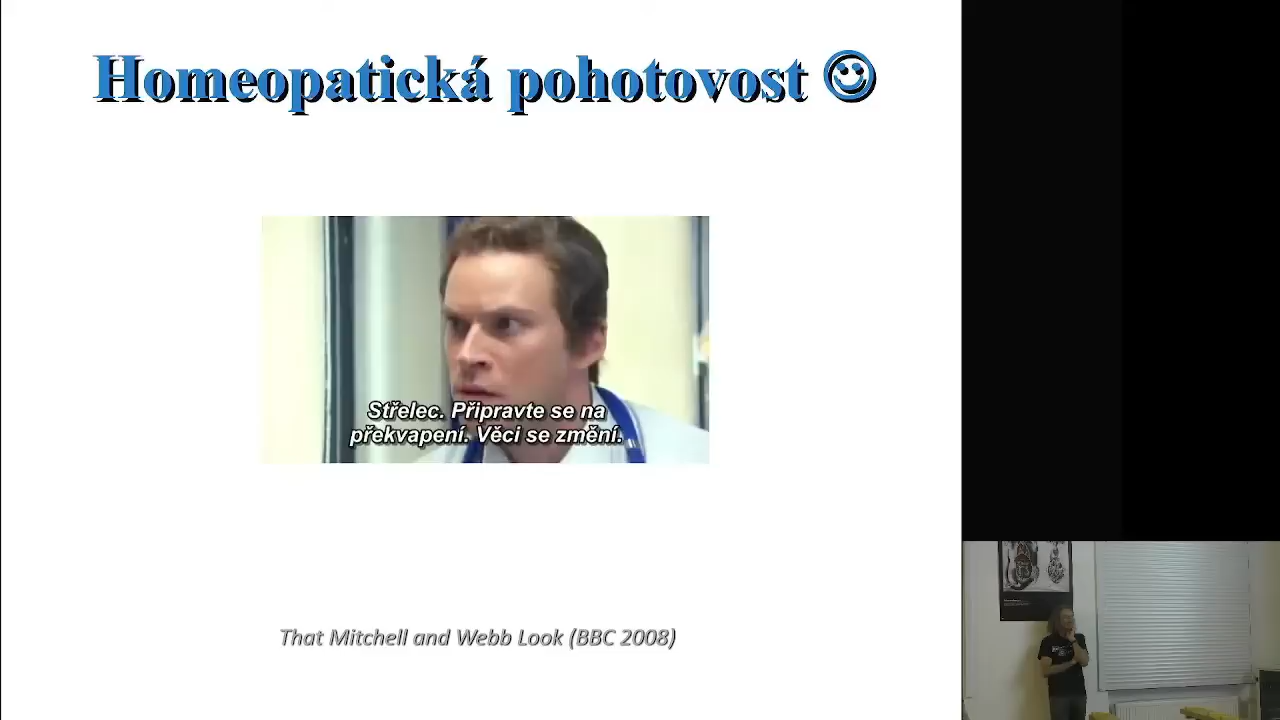 Homeopatická pohotovost ☺
Střelec. Připravte se na
překvapení. Věci se změní.
That Mitchell and Webb Look (BBC 2008)